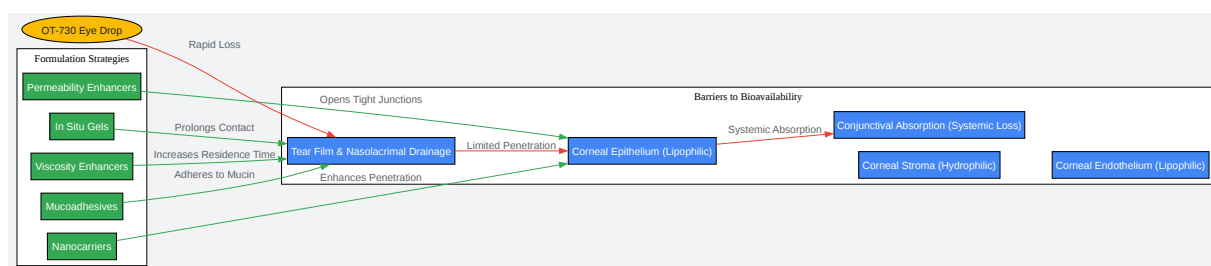 OT-730 Eye Drop
Rapid Loss
Formulation Strategies
Permeability Enhancers
In Situ Gels
Viscosity Enhancers
Mucoadhesives
Nanocarriers
Opens Tight Junctions
Prolongs Contact
Increases Residence Time
Adheres to Mucin
Enhances Penetration
Barriers to Bioavailability
Tear Film & Nasolacrimal Drainage
Limited Penetration
Corneal Epithelium (Lipophilic)
Systemic Absorption
Conjunctival Absorption (Systemic Loss)
Corneal Stroma (Hydrophilic)
Corneal Endothelium (Lipophilic)